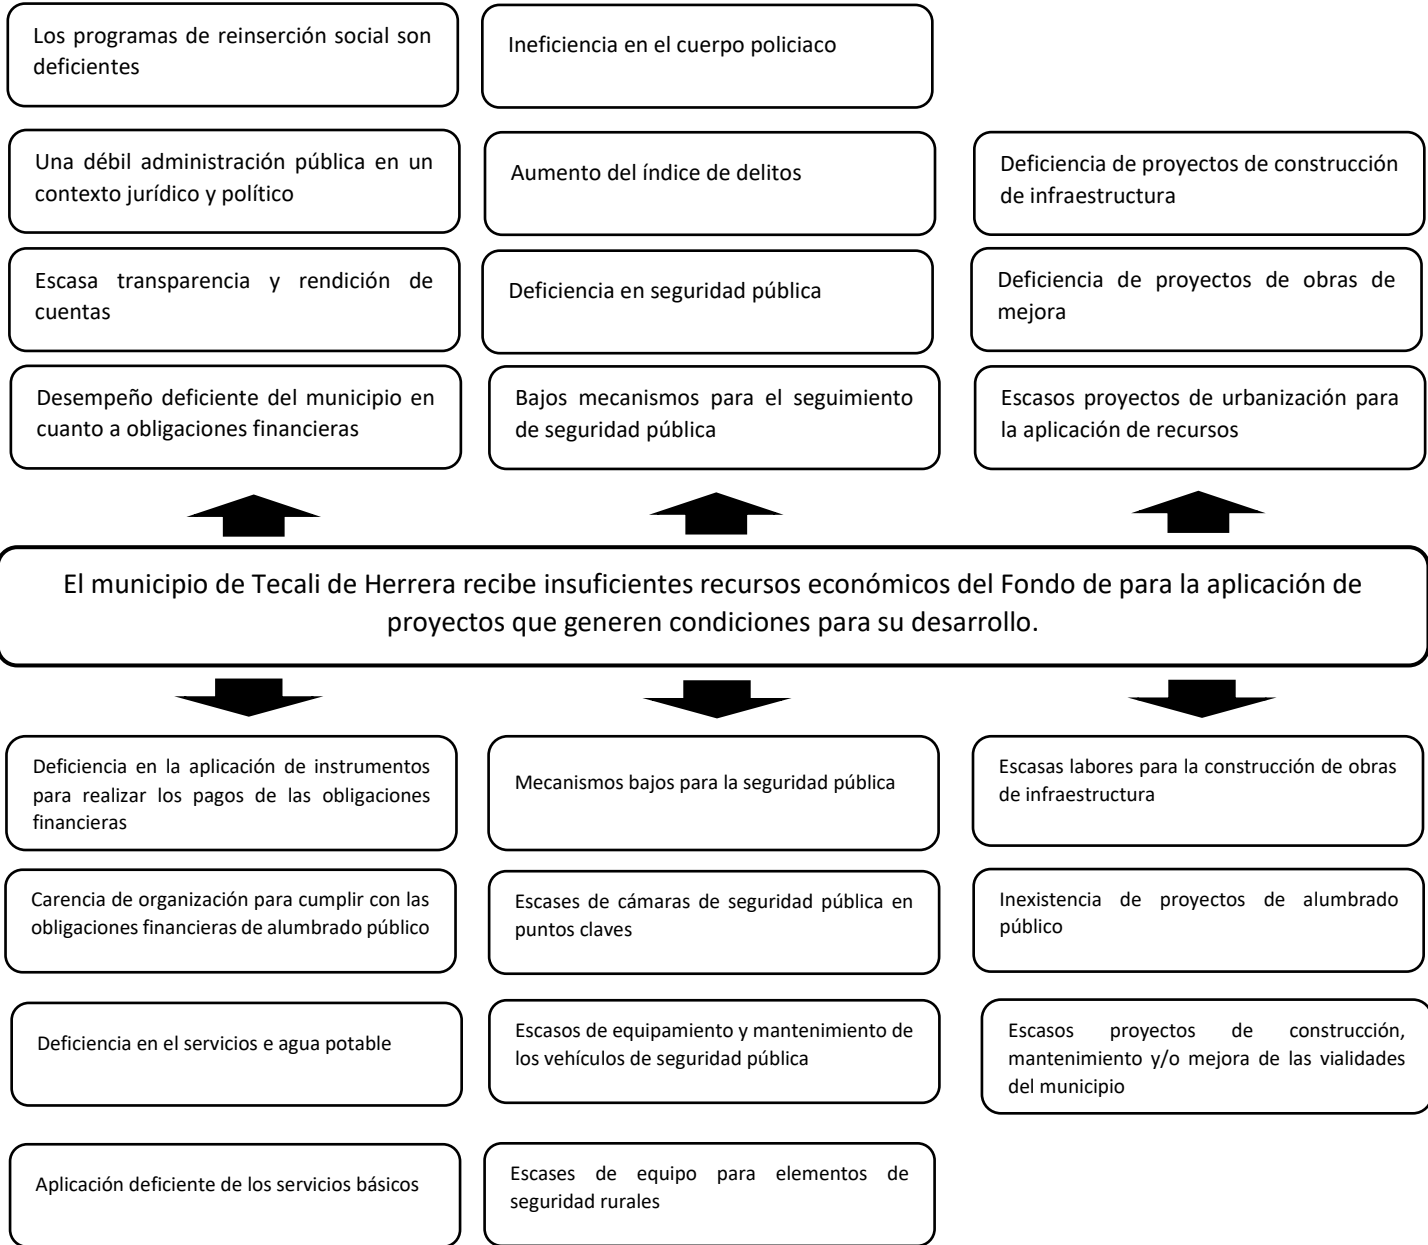 Los programas de reinserción social son
deficientes
Ineficiencia en el cuerpo policiaco
Una débil administración pública en un
contexto jurídico y político
Aumento del índice de delitos
Deficiencia de proyectos de construcción
de infraestructura
Escasa transparencia y rendición de
cuentas
Deficiencia en seguridad pública
Deficiencia de proyectos de obras de
mejora
Desempeño deficiente del municipio en
cuanto a obligaciones financieras
Bajos mecanismos para el seguimiento
de seguridad pública
Escasos proyectos de urbanización para
la aplicación de recursos
El municipio de Tecali de Herrera recibe insuficientes recursos económicos del Fondo de para la aplicación de
proyectos que generen condiciones para su desarrollo.
Deficiencia en la aplicación de instrumentos
para realizar los pagos de las obligaciones
financieras
Mecanismos bajos para la seguridad pública
Escasas labores para la construcción de obras
de infraestructura
Carencia de organización para cumplir con las
obligaciones financieras de alumbrado público
Escases de cámaras de seguridad pública en
puntos claves
Inexistencia de proyectos de alumbrado
público
Deficiencia en el servicios e agua potable
Escasos de equipamiento y mantenimiento de
los vehículos de seguridad pública
Escasos proyectos de construcción,
mantenimiento y/o mejora de las vialidades
del municipio
Aplicación deficiente de los servicios básicos
Escases de equipo para elementos de
seguridad rurales